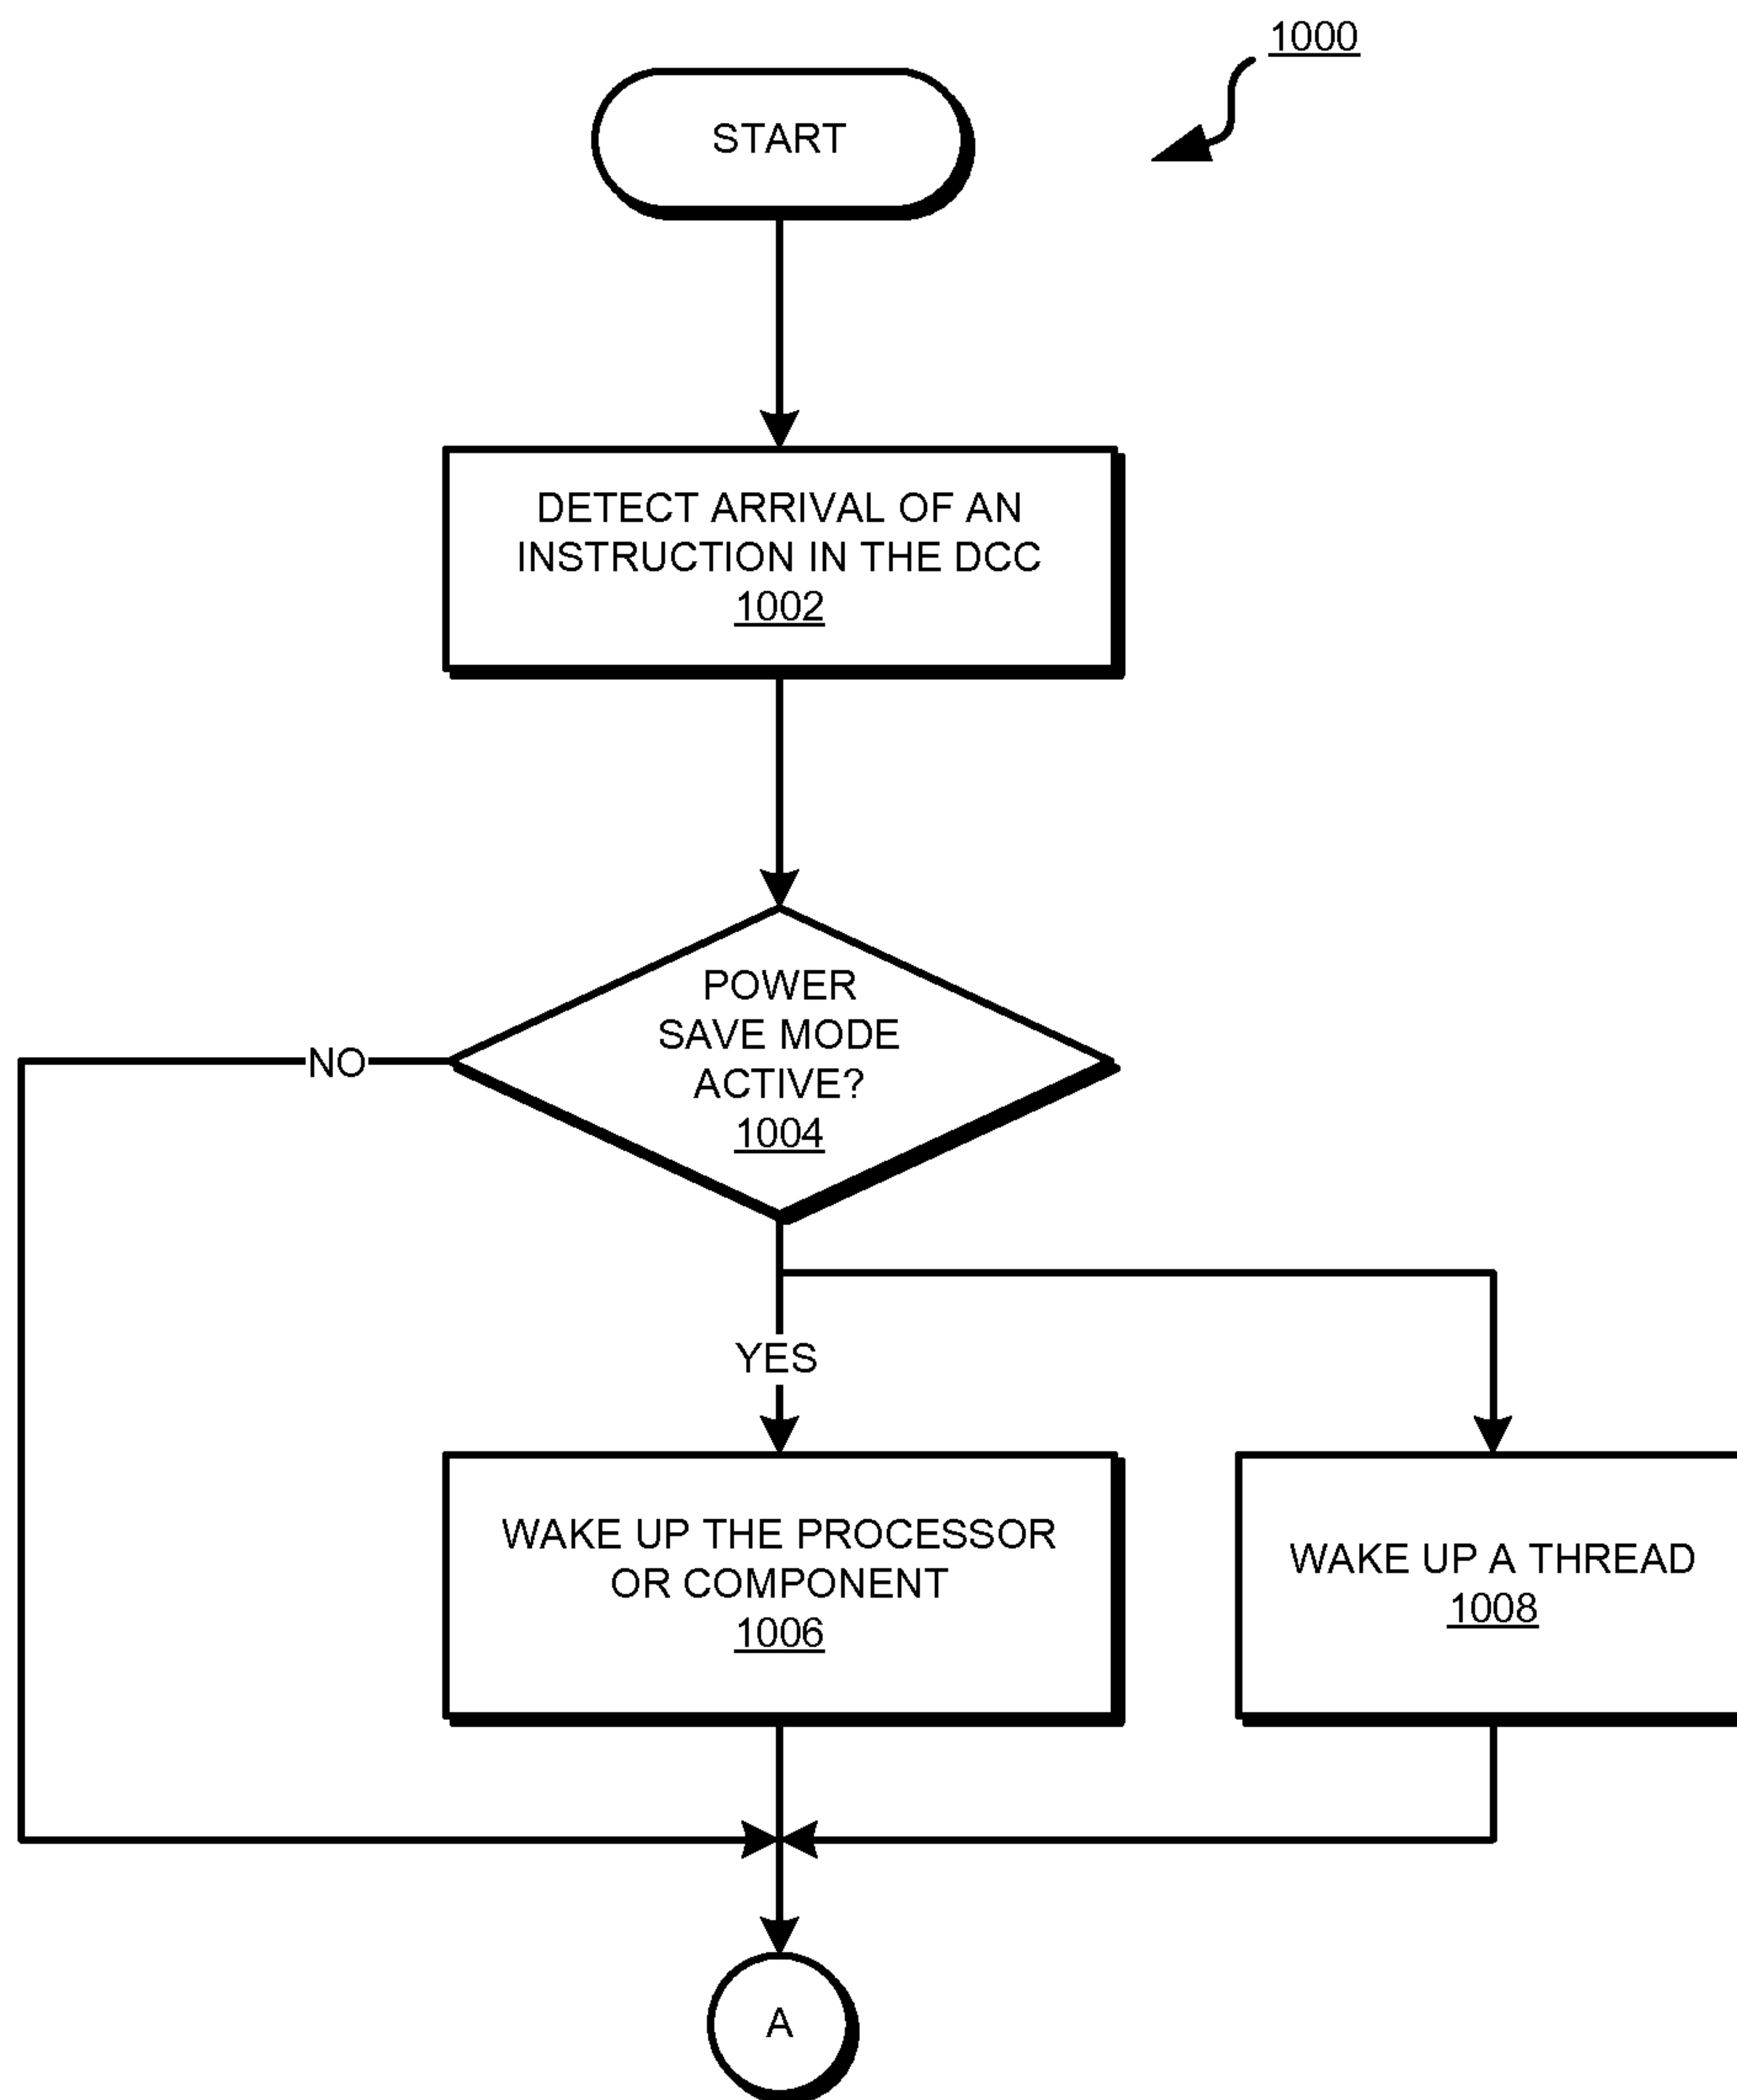 1000
START
DETECT ARRIVAL OF AN
INSTRUCTION IN THE DCC
1002
POWER
SAVE MODE
ACTIVE?
1004
NO
YES
WAKE UP THE PROCESSOR
OR COMPONENT
1006
WAKE UP A THREAD
1008
A